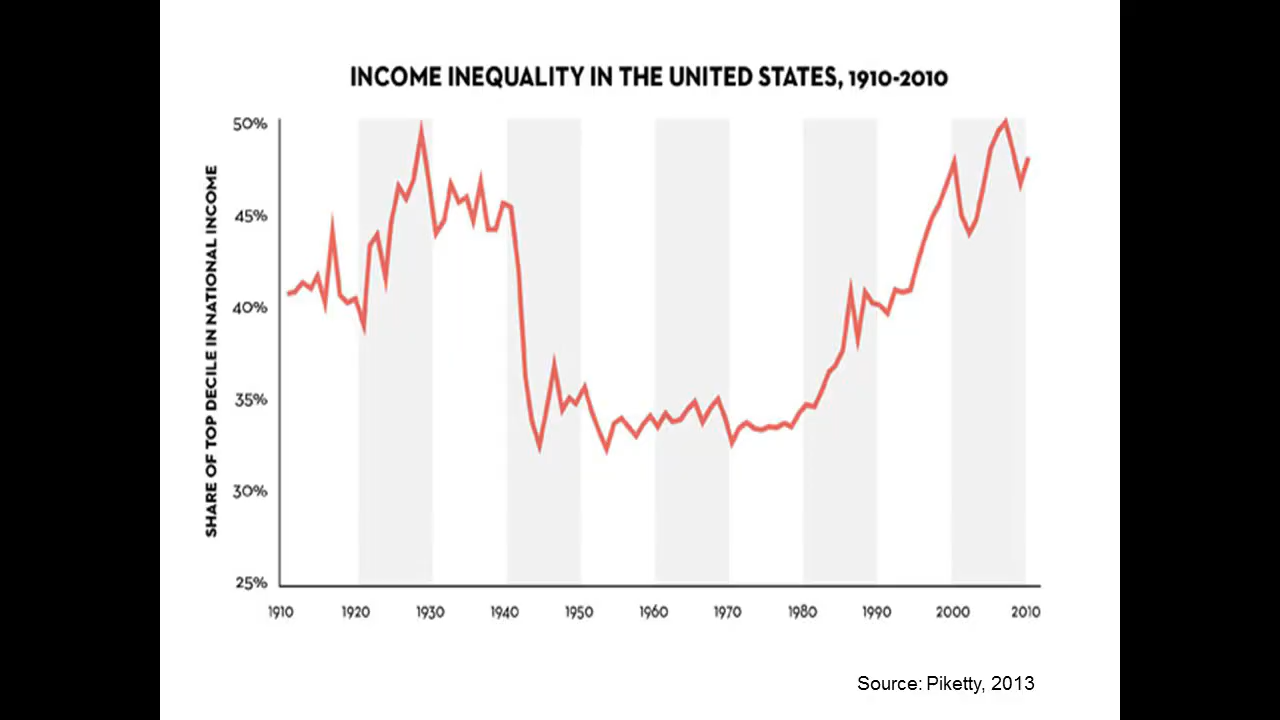 INCOME INEQUALITY IN THE UNITED STATES, 1910-2010
SHARE OF TOP DECILE IN NATIONAL INCOME
50%
45%
40%
35%
30%
25%
1910 1920 1930 1940 1950 1960 1970 1980 1990 2000 2010
Source: Piketty, 2013